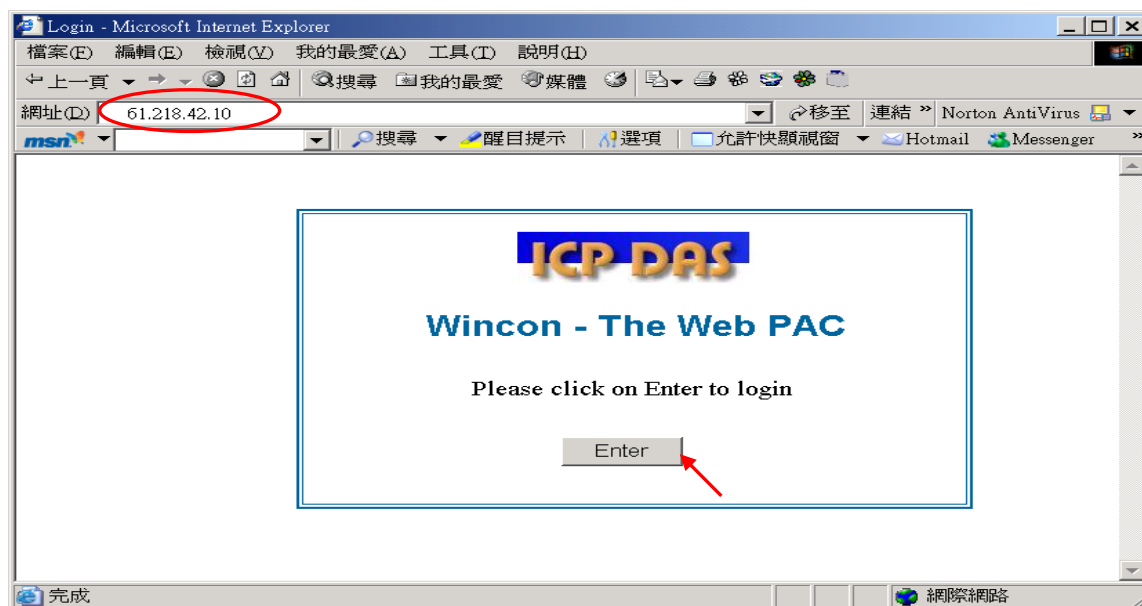 Login - Microsoft Internet Explorer
檔案(F) 編輯(E) 檢視(V) 我的最愛(A) 工具(T) 說明(H)
上一頁 搜尋 我的最愛 媒體
網址(D) 61.218.42.10 移至 連結 » Norton AntiVirus
msn 搜尋 醒目提示 選項 允許快顯視窗 Hotmail Messenger »
ICP DAS
Wincon - The Web PAC
Please click on Enter to login
Enter
完成 網際網路